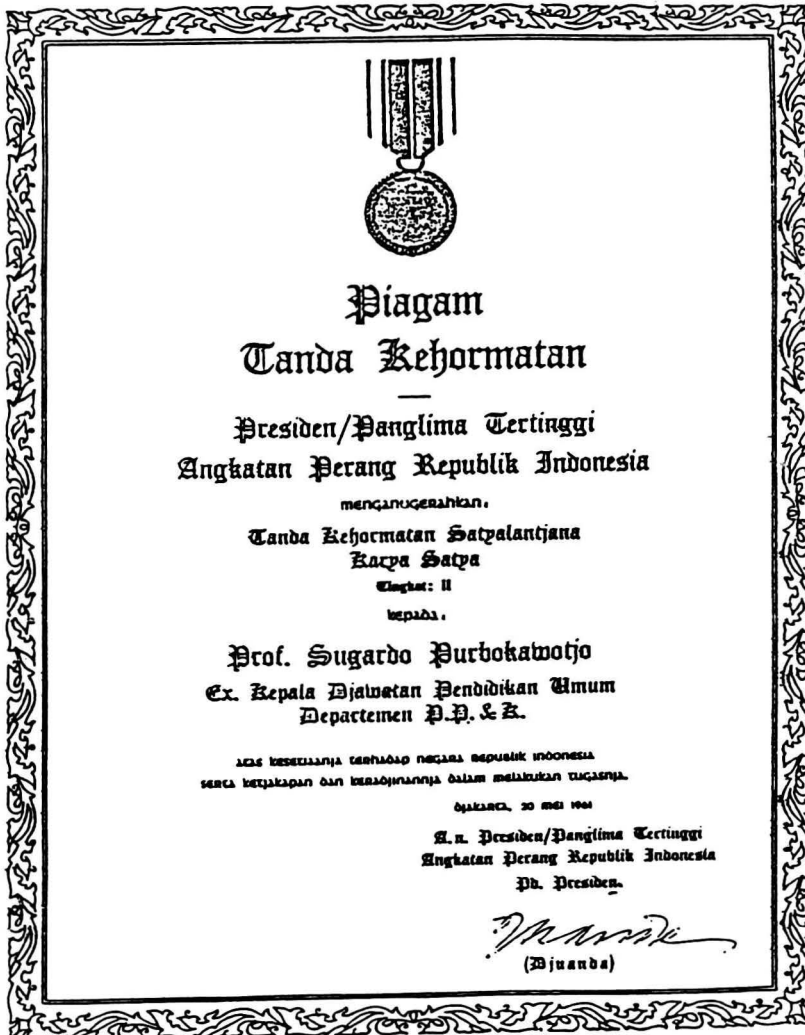 Piagam
Tanda Kehormatan
Presiden/Panglima Tertinggi
Angkatan Perang Republik Indonesia
menganugerahkan:
Tanda Kehormatan Satyalantjana
Karya Satya
Tingkat: II
kepada:
Prof. Sugardo Purbokawotjo
Ex. Kepala Djawatan Pendidikan Umum
Departemen P.P. & K.
atas kesetiaanja terhadap negara republik indonesia
serta ketjakapan dan keradjinannja dalam melakukan tugasnja.
djakarta, 20 mei
A.n. Presiden/Panglima Tertinggi
Angkatan Perang Republik Indonesia
Pd. Presiden.
(Djuanda)